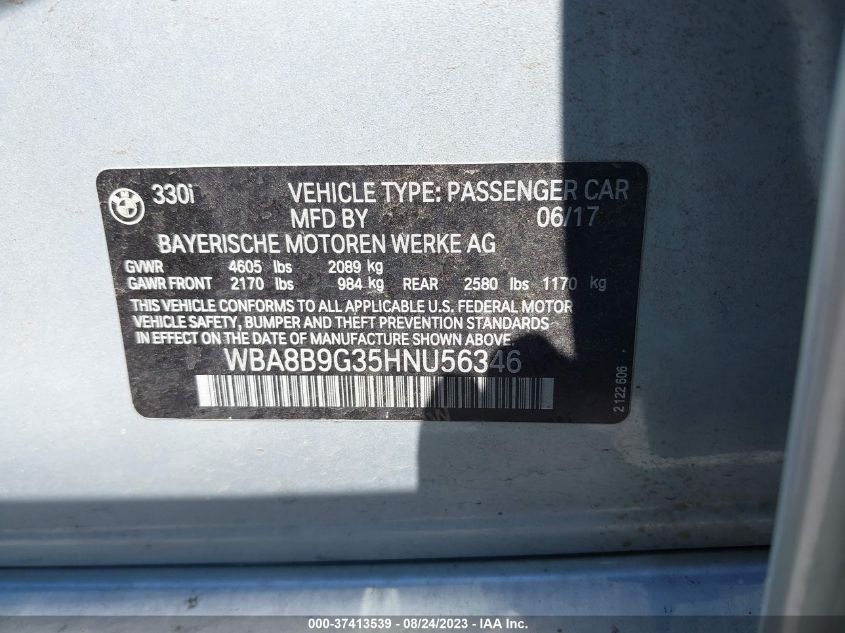 330i VEHICLE TYPE: PASSENGER CAR
MFD BY 06/17
BAYERISCHE MOTOREN WERKE AG
GVWR 4605 lbs 2089 kg
GAWR FRONT 2170 lbs 984 kg REAR 2580 lbs 1170 kg
THIS VEHICLE CONFORMS TO ALL APPLICABLE U.S. FEDERAL MOTOR
VEHICLE SAFETY, BUMPER AND THEFT PREVENTION STANDARDS
IN EFFECT ON THE DATE OF MANUFACTURE SHOWN ABOVE.
WBA8B9G35HNU56346
2 122 606
000-37413539 - 08/24/2023 - © IAA, Inc.